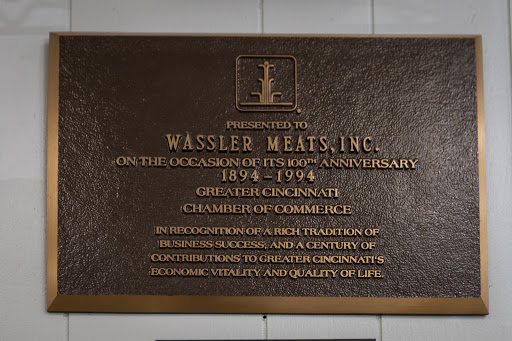 PRESENTED TO
WASSLER MEATS, INC.
ON THE OCCASION OF ITS 100TH ANNIVERSARY
1894-1994
GREATER CINCINNATI
CHAMBER OF COMMERCE
IN RECOGNITION OF A RICH TRADITION OF
BUSINESS SUCCESS, AND A CENTURY OF
CONTRIBUTIONS TO GREATER CINCINNATI'S
ECONOMIC VITALITY AND QUALITY OF LIFE.